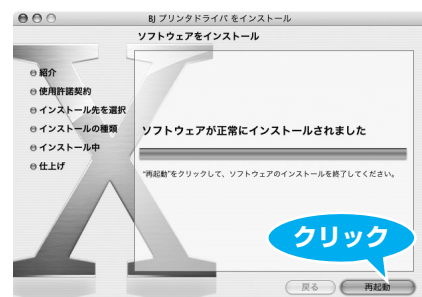 BJ プリンタドライバ をインストール
ソフトウェアをインストール
紹介
使用許諾契約
インストール先を選択
インストールの種類
インストール中
仕上げ
ソフトウェアが正常にインストールされました
"再起動"をクリックして、ソフトウェアのインストールを終了してください。
クリック
戻る
再起動